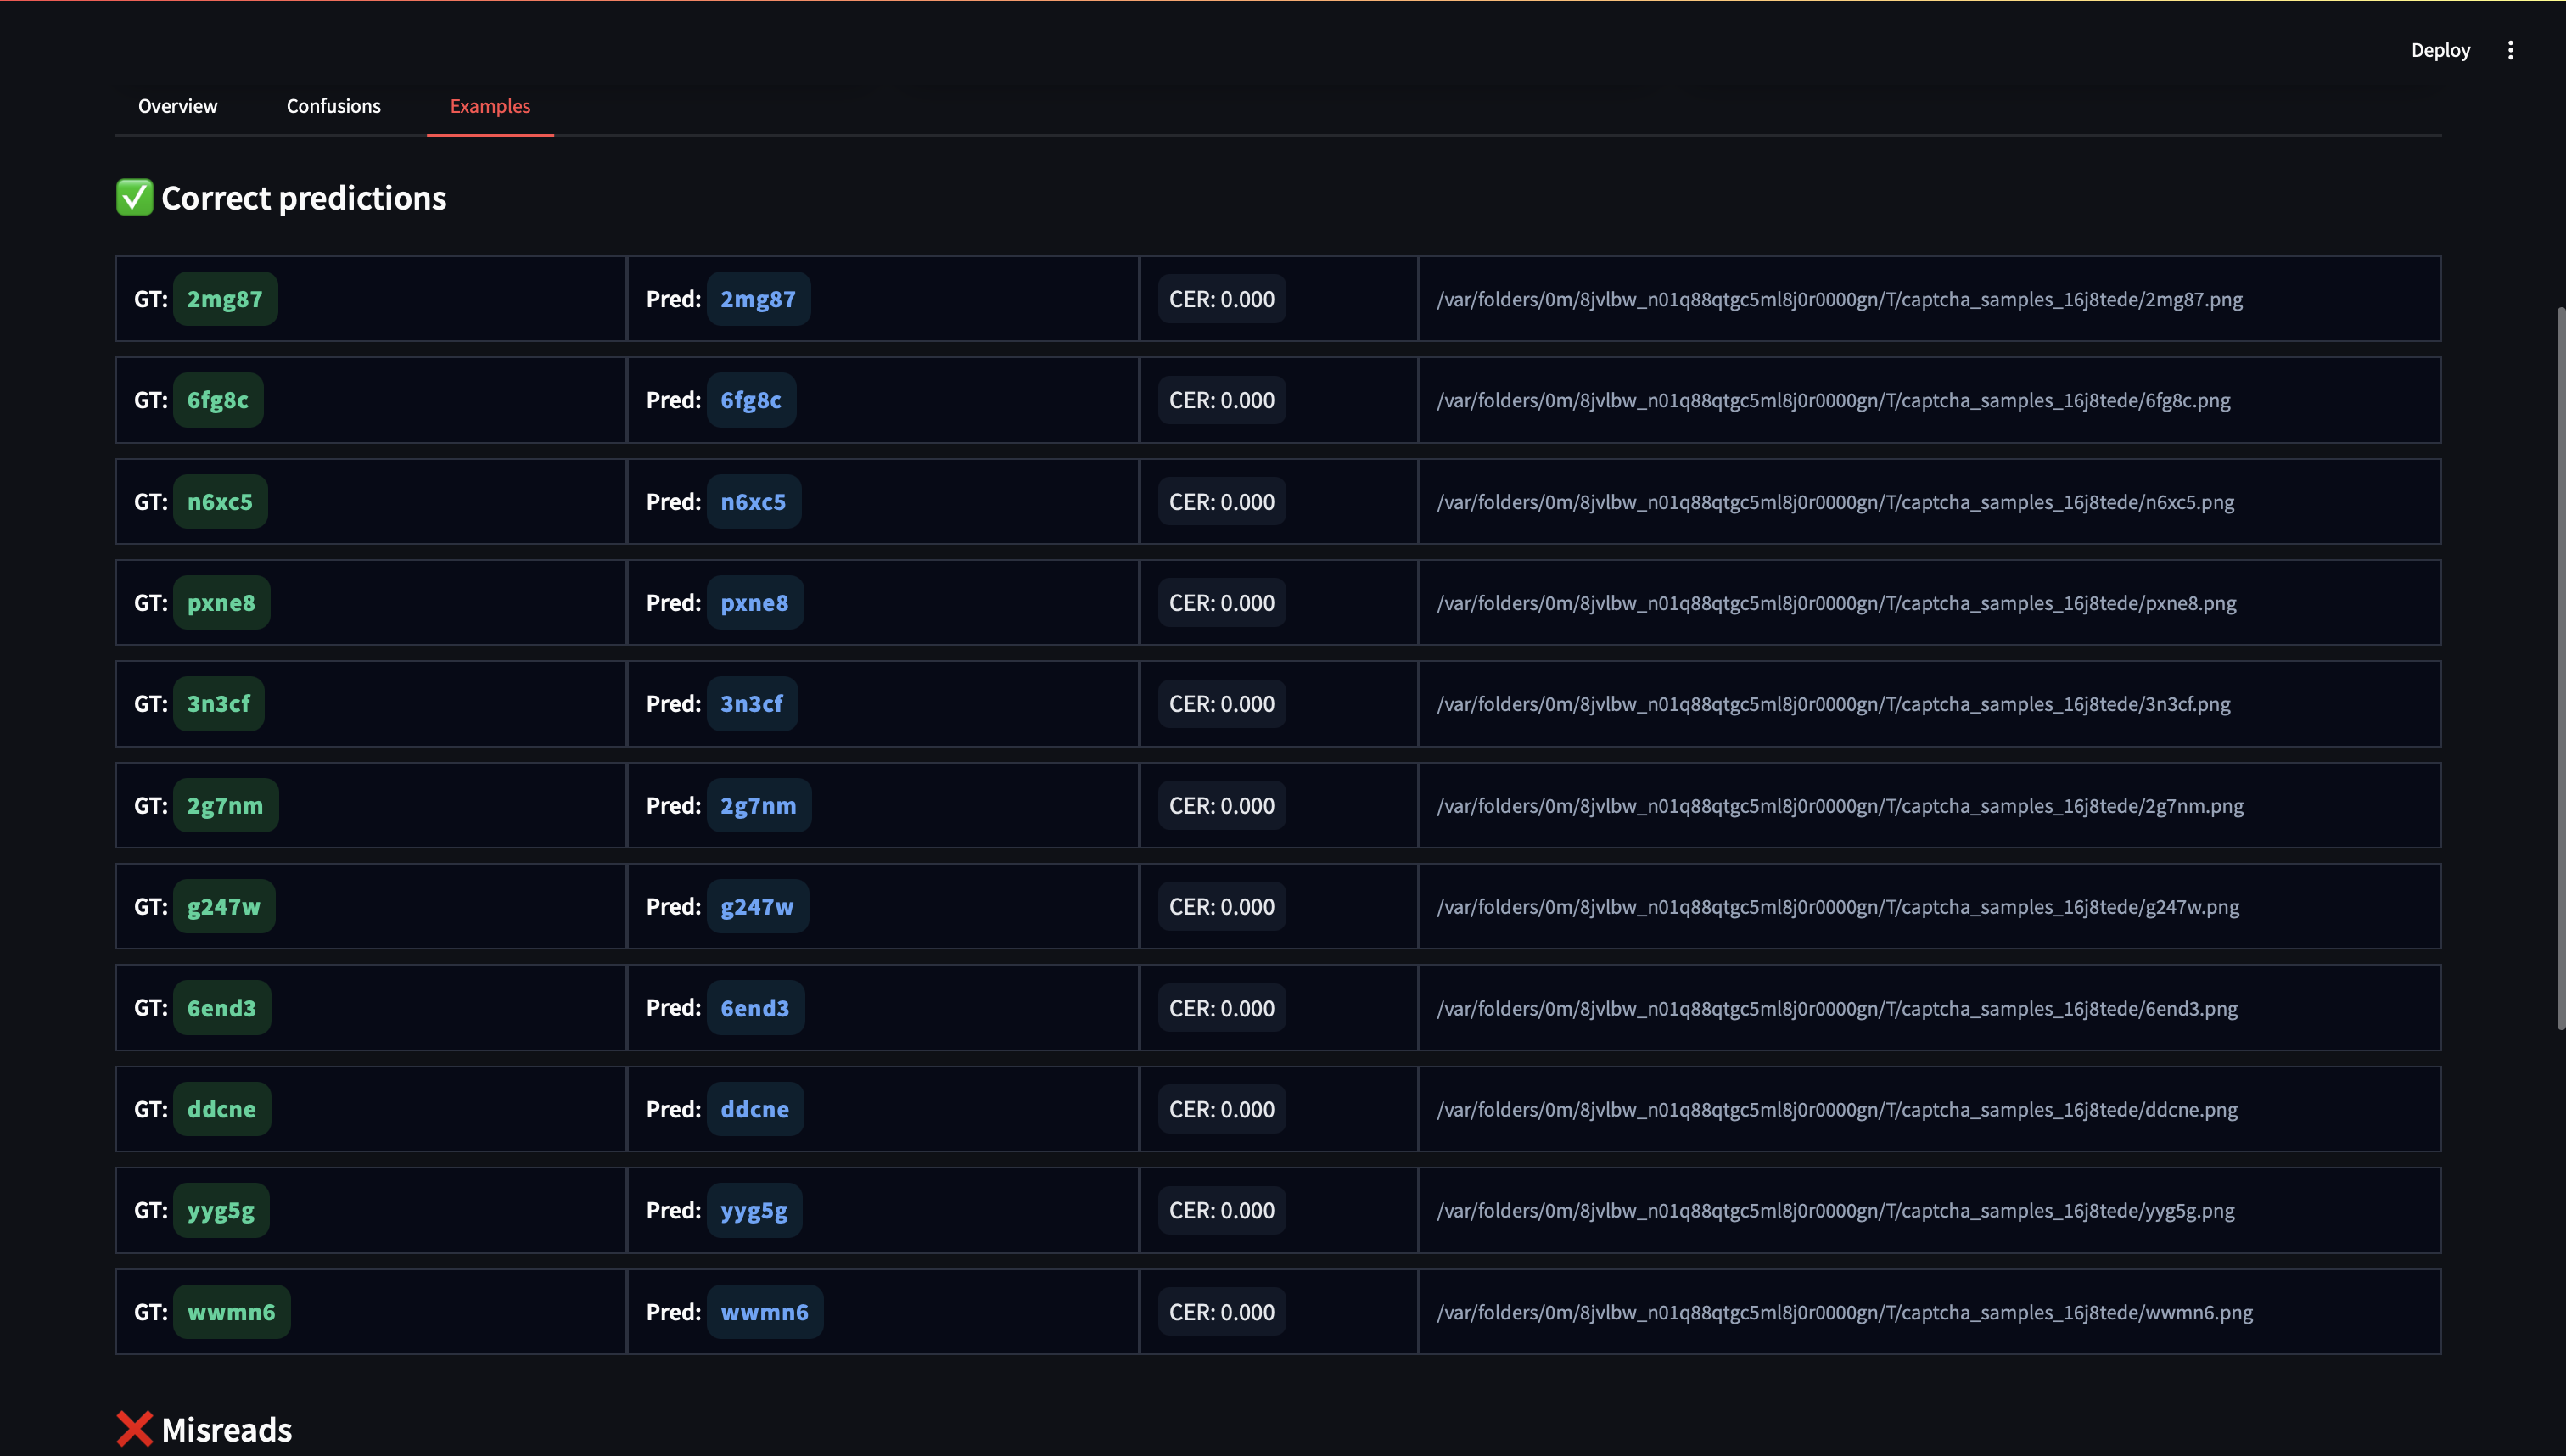 Deploy
Overview Confusions Examples
✅ Correct predictions
GT: 2mg87 Pred: 2mg87 CER: 0.000 /var/folders/0m/8jvlbw_n01q88qtgc5ml8j0r0000gn/T/captcha_samples_16j8tede/2mg87.png
GT: 6fg8c Pred: 6fg8c CER: 0.000 /var/folders/0m/8jvlbw_n01q88qtgc5ml8j0r0000gn/T/captcha_samples_16j8tede/6fg8c.png
GT: n6xc5 Pred: n6xc5 CER: 0.000 /var/folders/0m/8jvlbw_n01q88qtgc5ml8j0r0000gn/T/captcha_samples_16j8tede/n6xc5.png
GT: pxne8 Pred: pxne8 CER: 0.000 /var/folders/0m/8jvlbw_n01q88qtgc5ml8j0r0000gn/T/captcha_samples_16j8tede/pxne8.png
GT: 3n3cf Pred: 3n3cf CER: 0.000 /var/folders/0m/8jvlbw_n01q88qtgc5ml8j0r0000gn/T/captcha_samples_16j8tede/3n3cf.png
GT: 2g7nm Pred: 2g7nm CER: 0.000 /var/folders/0m/8jvlbw_n01q88qtgc5ml8j0r0000gn/T/captcha_samples_16j8tede/2g7nm.png
GT: g247w Pred: g247w CER: 0.000 /var/folders/0m/8jvlbw_n01q88qtgc5ml8j0r0000gn/T/captcha_samples_16j8tede/g247w.png
GT: 6end3 Pred: 6end3 CER: 0.000 /var/folders/0m/8jvlbw_n01q88qtgc5ml8j0r0000gn/T/captcha_samples_16j8tede/6end3.png
GT: ddcne Pred: ddcne CER: 0.000 /var/folders/0m/8jvlbw_n01q88qtgc5ml8j0r0000gn/T/captcha_samples_16j8tede/ddcne.png
GT: yyg5g Pred: yyg5g CER: 0.000 /var/folders/0m/8jvlbw_n01q88qtgc5ml8j0r0000gn/T/captcha_samples_16j8tede/yyg5g.png
GT: wwmn6 Pred: wwmn6 CER: 0.000 /var/folders/0m/8jvlbw_n01q88qtgc5ml8j0r0000gn/T/captcha_samples_16j8tede/wwmn6.png
❌ Misreads